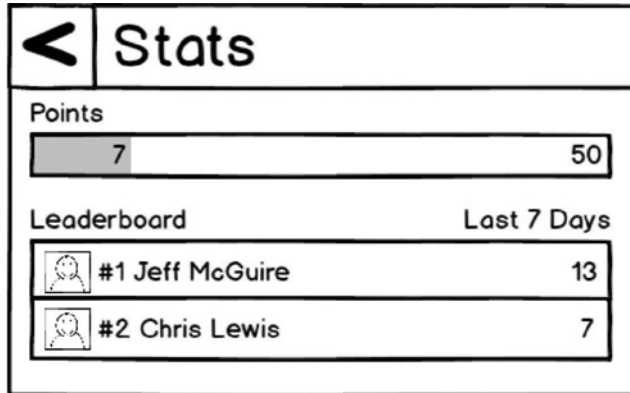 < Stats
Points
7 50
Leaderboard Last 7 Days
#1 Jeff McGuire 13
#2 Chris Lewis 7